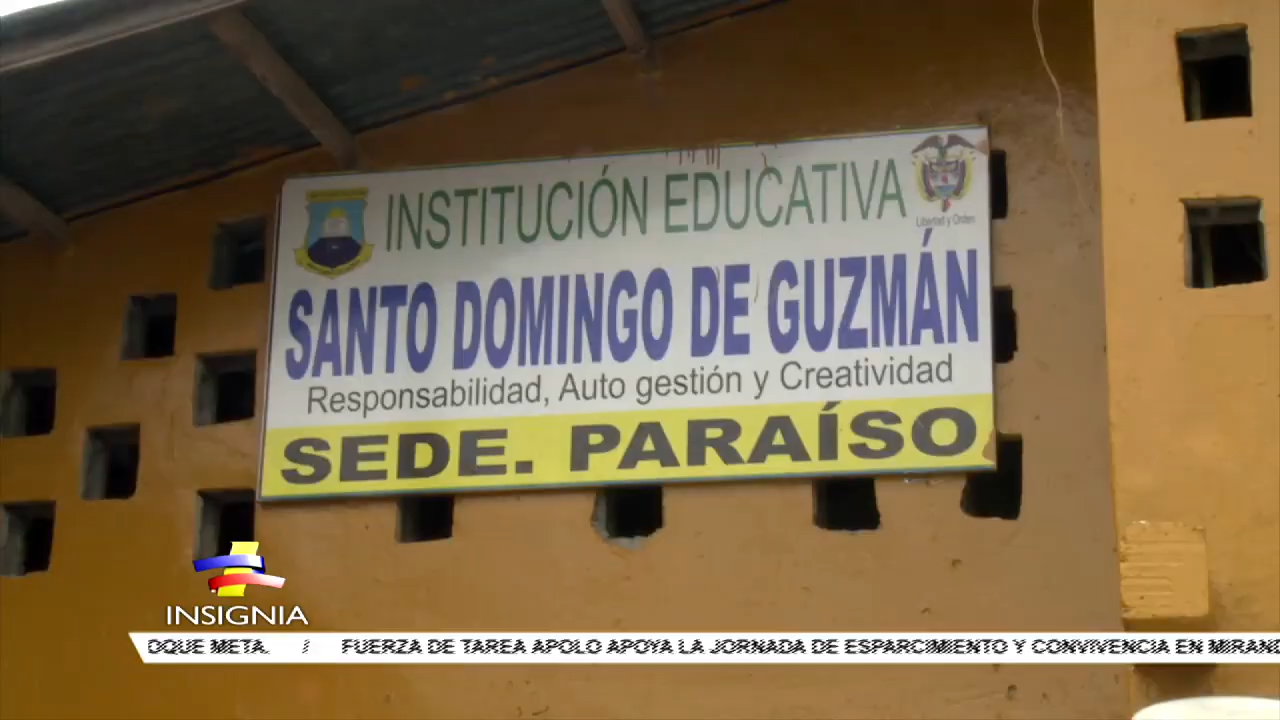 INSTITUCIÓN EDUCATIVA
Libertad y Orden
SANTO DOMINGO DE GUZMÁN
Responsabilidad, Auto gestión y Creatividad
SEDE. PARAÍSO
INSIGNIA
OQUE META. / FUERZA DE TAREA APOLO APOYA LA JORNADA DE ESPARCIMIENTO Y CONVIVENCIA EN MIRAND